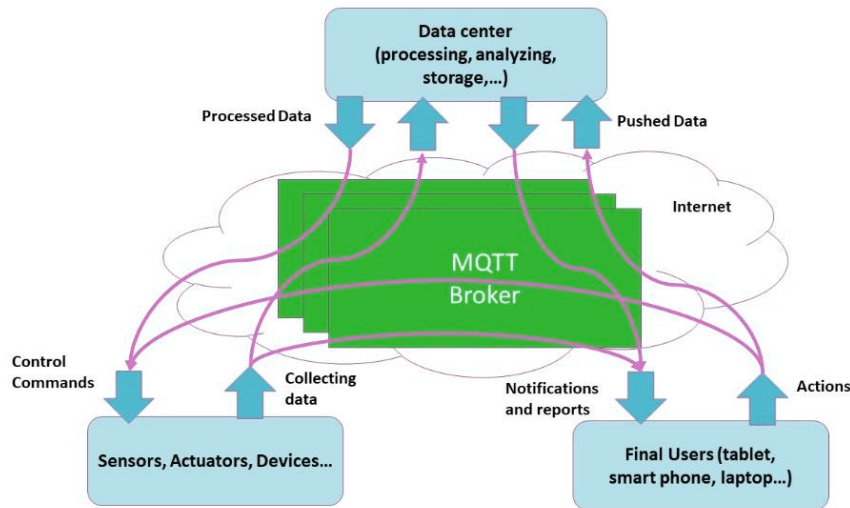 Data center
(processing, analyzing,
storage,...)
Processed Data
Pushed Data
Internet
MQTT
Broker
Control
Commands
Collecting
data
Notifications
and reports
Actions
Sensors, Actuators, Devices...
Final Users (tablet,
smart phone, laptop...)